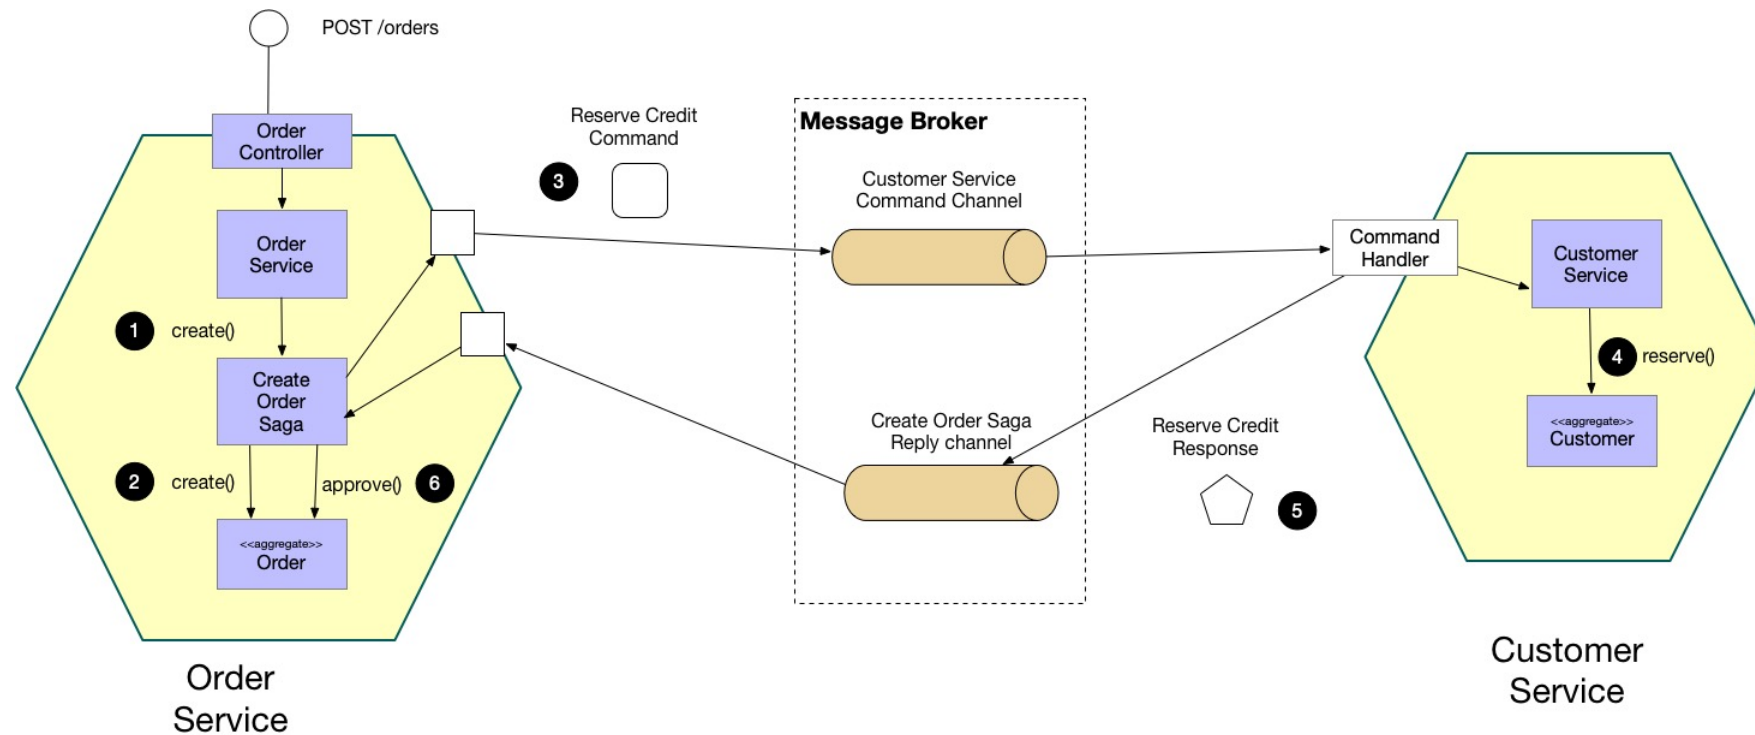 POST /orders
Order
Controller
Order
Service
1
create()
Create
Order
Saga
2
create()
approve()
6
<<aggregate>>
Order
Order
Service
Reserve Credit
Command
3
Message Broker
Customer Service
Command Channel
Create Order Saga
Reply channel
Reserve Credit
Response
5
Command
Handler
Customer
Service
4
reserve()
<<aggregate>>
Customer
Customer
Service